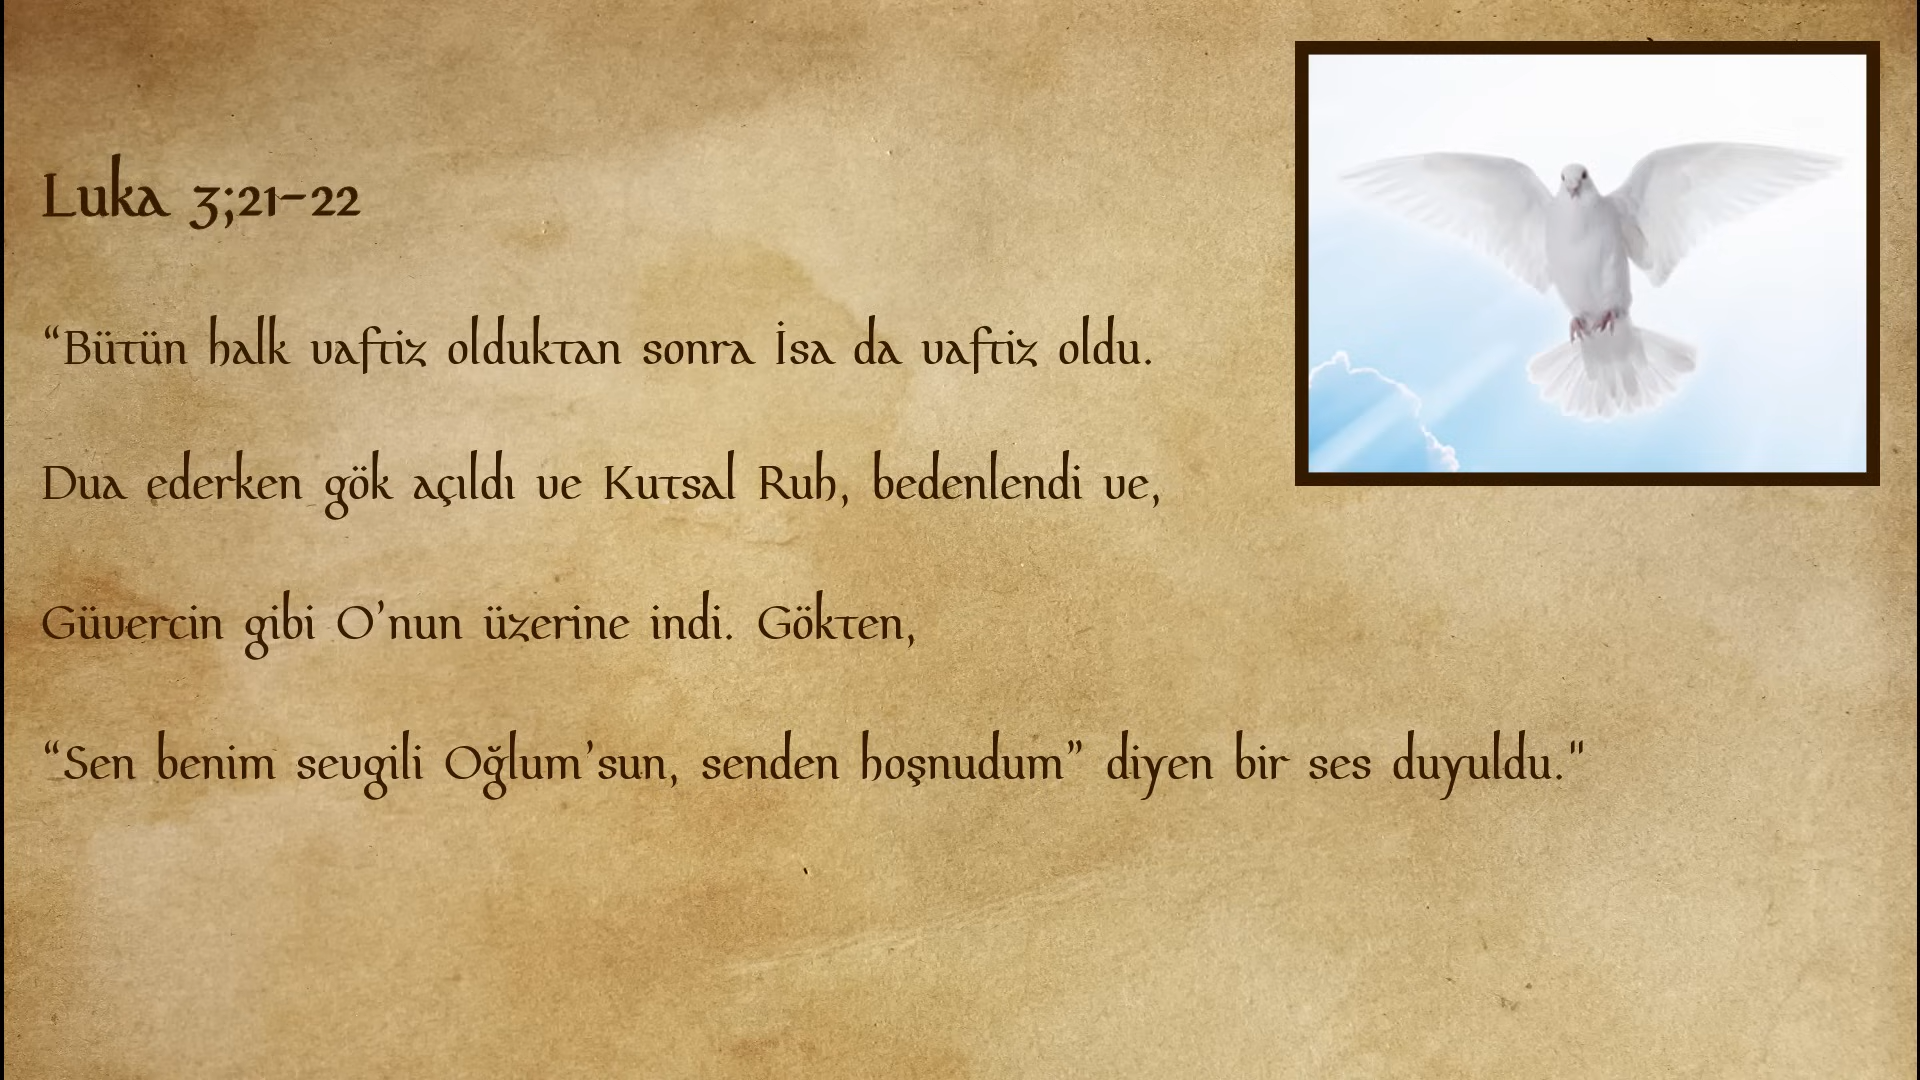 Luka 3;21-22
“Bütün halk vaftiz olduktan sonra İsa da vaftiz oldu.
Dua ederken gök açıldı ve Kutsal Ruh, bedenlendi ve,
Güvercin gibi O’nun üzerine indi. Gökten,
“Sen benim sevgili Oğlum’sun, senden hoşnudum” diyen bir ses duyuldu."